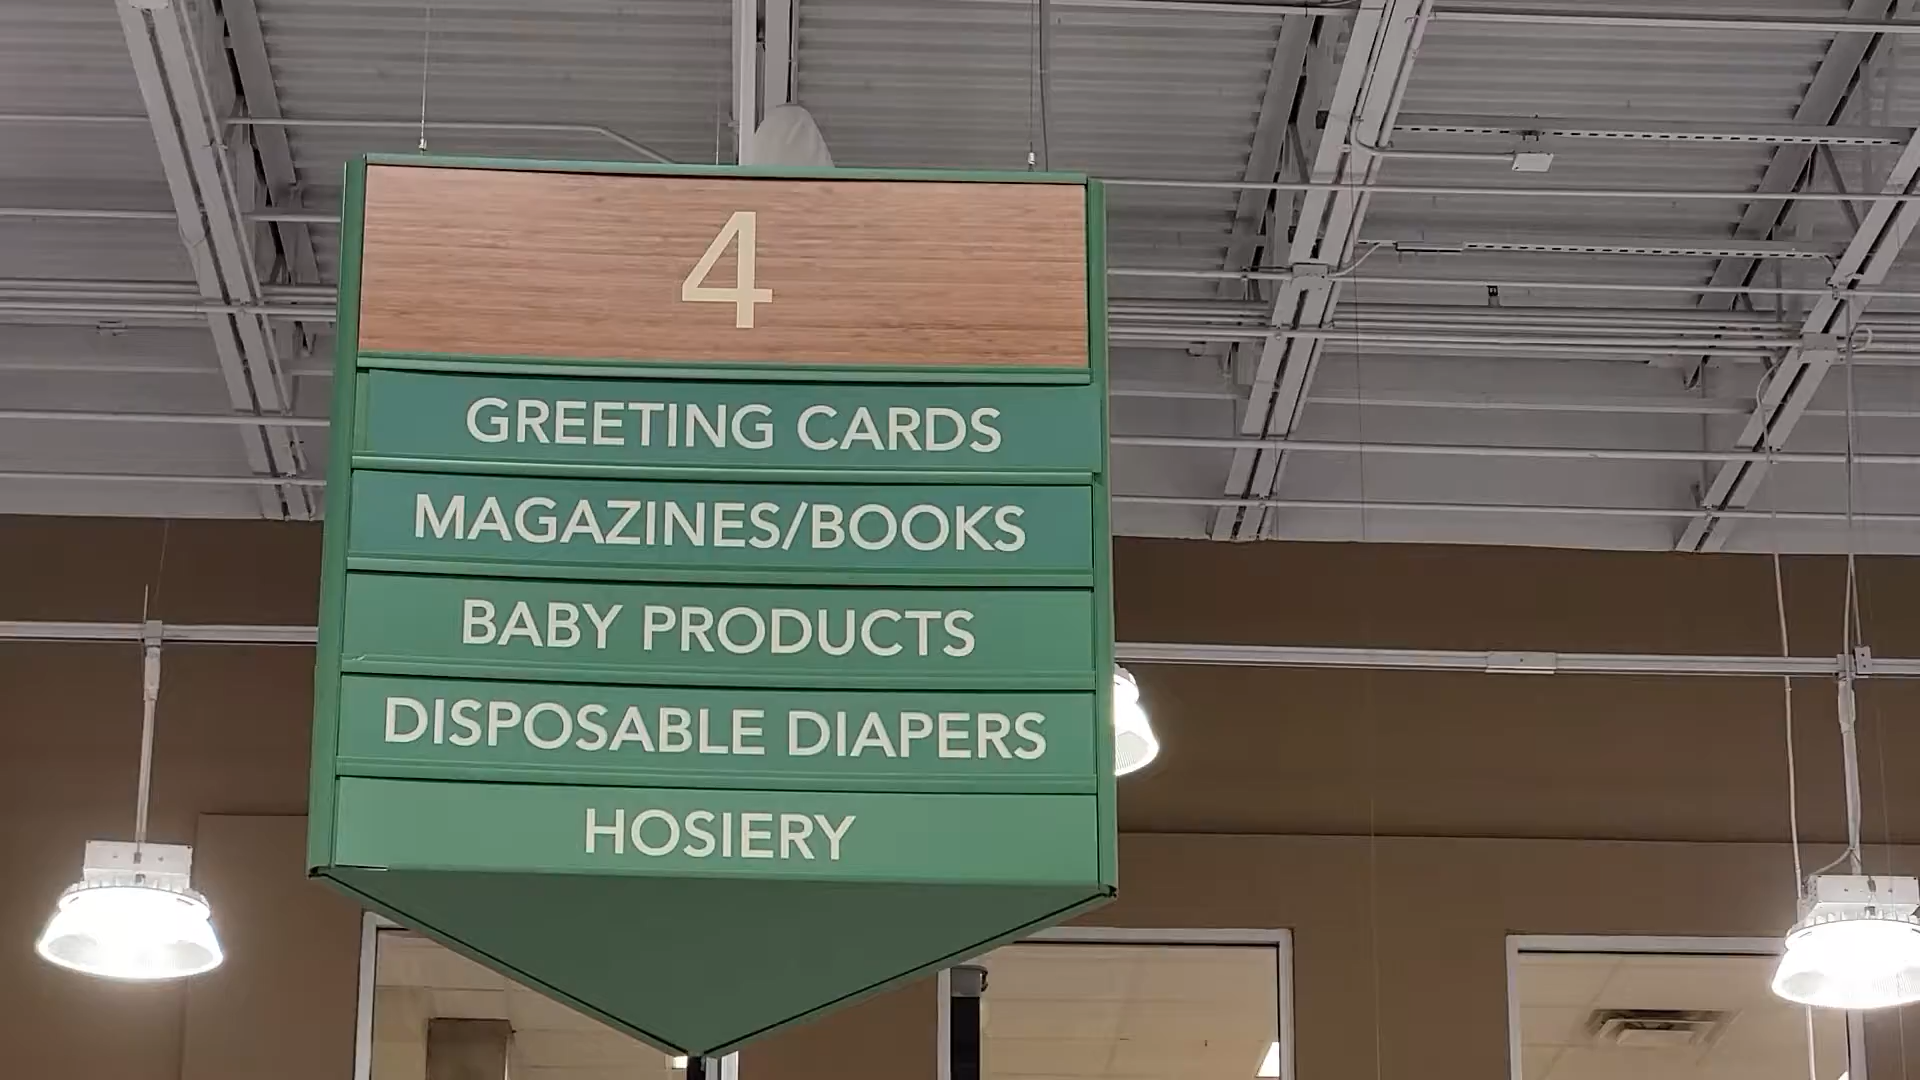 4
GREETING CARDS
MAGAZINES/BOOKS
BABY PRODUCTS
DISPOSABLE DIAPERS
HOSIERY